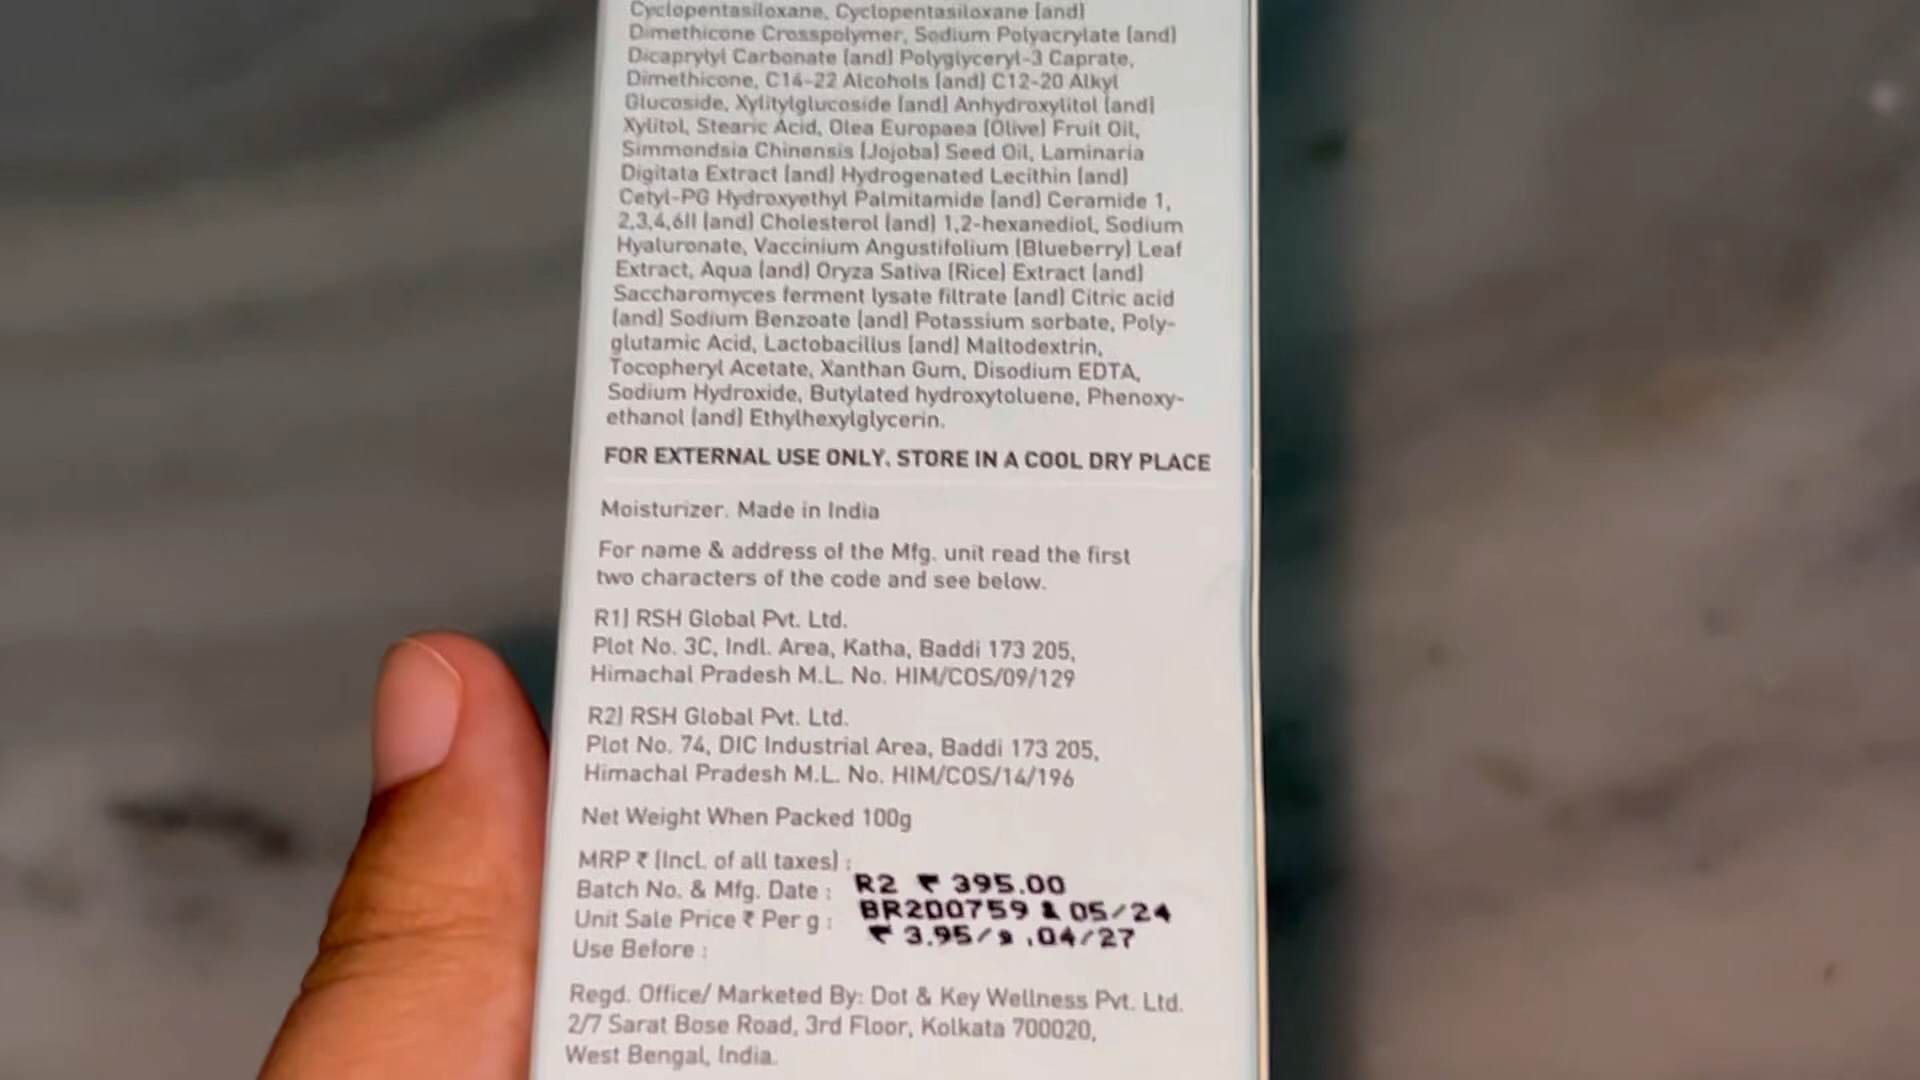 Cyclopentasiloxane, Cyclopentasiloxane (and)
Dimethicone Crosspolymer, Sodium Polyacrylate (and)
Dicaprylyl Carbonate (and) Polyglyceryl-3 Caprate,
Dimethicone, C14-22 Alcohols (and) C12-20 Alkyl
Glucoside, Xylitylglucoside (and) Anhydroxylitol (and)
Xylitol, Stearic Acid, Olea Europaea (Olive) Fruit Oil,
Simmondsia Chinensis (Jojoba) Seed Oil, Laminaria
Digitata Extract (and) Hydrogenated Lecithin (and)
Cetyl-PG Hydroxyethyl Palmitamide (and) Ceramide 1,
2,3,4,6II (and) Cholesterol (and) 1,2-hexanediol, Sodium
Hyaluronate, Vaccinium Angustifolium (Blueberry) Leaf
Extract, Aqua (and) Oryza Sativa (Rice) Extract (and)
Saccharomyces ferment lysate filtrate (and) Citric acid
(and) Sodium Benzoate (and) Potassium sorbate, Poly-
glutamic Acid, Lactobacillus (and) Maltodextrin,
Tocopheryl Acetate, Xanthan Gum, Disodium EDTA,
Sodium Hydroxide, Butylated hydroxytoluene, Phenoxy-
ethanol (and) Ethylhexylglycerin.
FOR EXTERNAL USE ONLY. STORE IN A COOL DRY PLACE
Moisturizer. Made in India
For name & address of the Mfg. unit read the first
two characters of the code and see below.
R1) RSH Global Pvt. Ltd.
Plot No. 3C, Indl. Area, Katha, Baddi 173 205,
Himachal Pradesh M.L. No. HIM/COS/09/129
R2) RSH Global Pvt. Ltd.
Plot No. 74, DIC Industrial Area, Baddi 173 205,
Himachal Pradesh M.L. No. HIM/COS/14/196
Net Weight When Packed 100g
MRP ₹ (Incl. of all taxes) :
R2 ₹ 395.00
Batch No. & Mfg. Date :
BR2D0759 & 05/24
Unit Sale Price ₹ Per g :
₹ 3.95/g .04/27
Use Before :
Regd. Office/ Marketed By: Dot & Key Wellness Pvt. Ltd.
2/7 Sarat Bose Road, 3rd Floor, Kolkata 700020,
West Bengal, India.